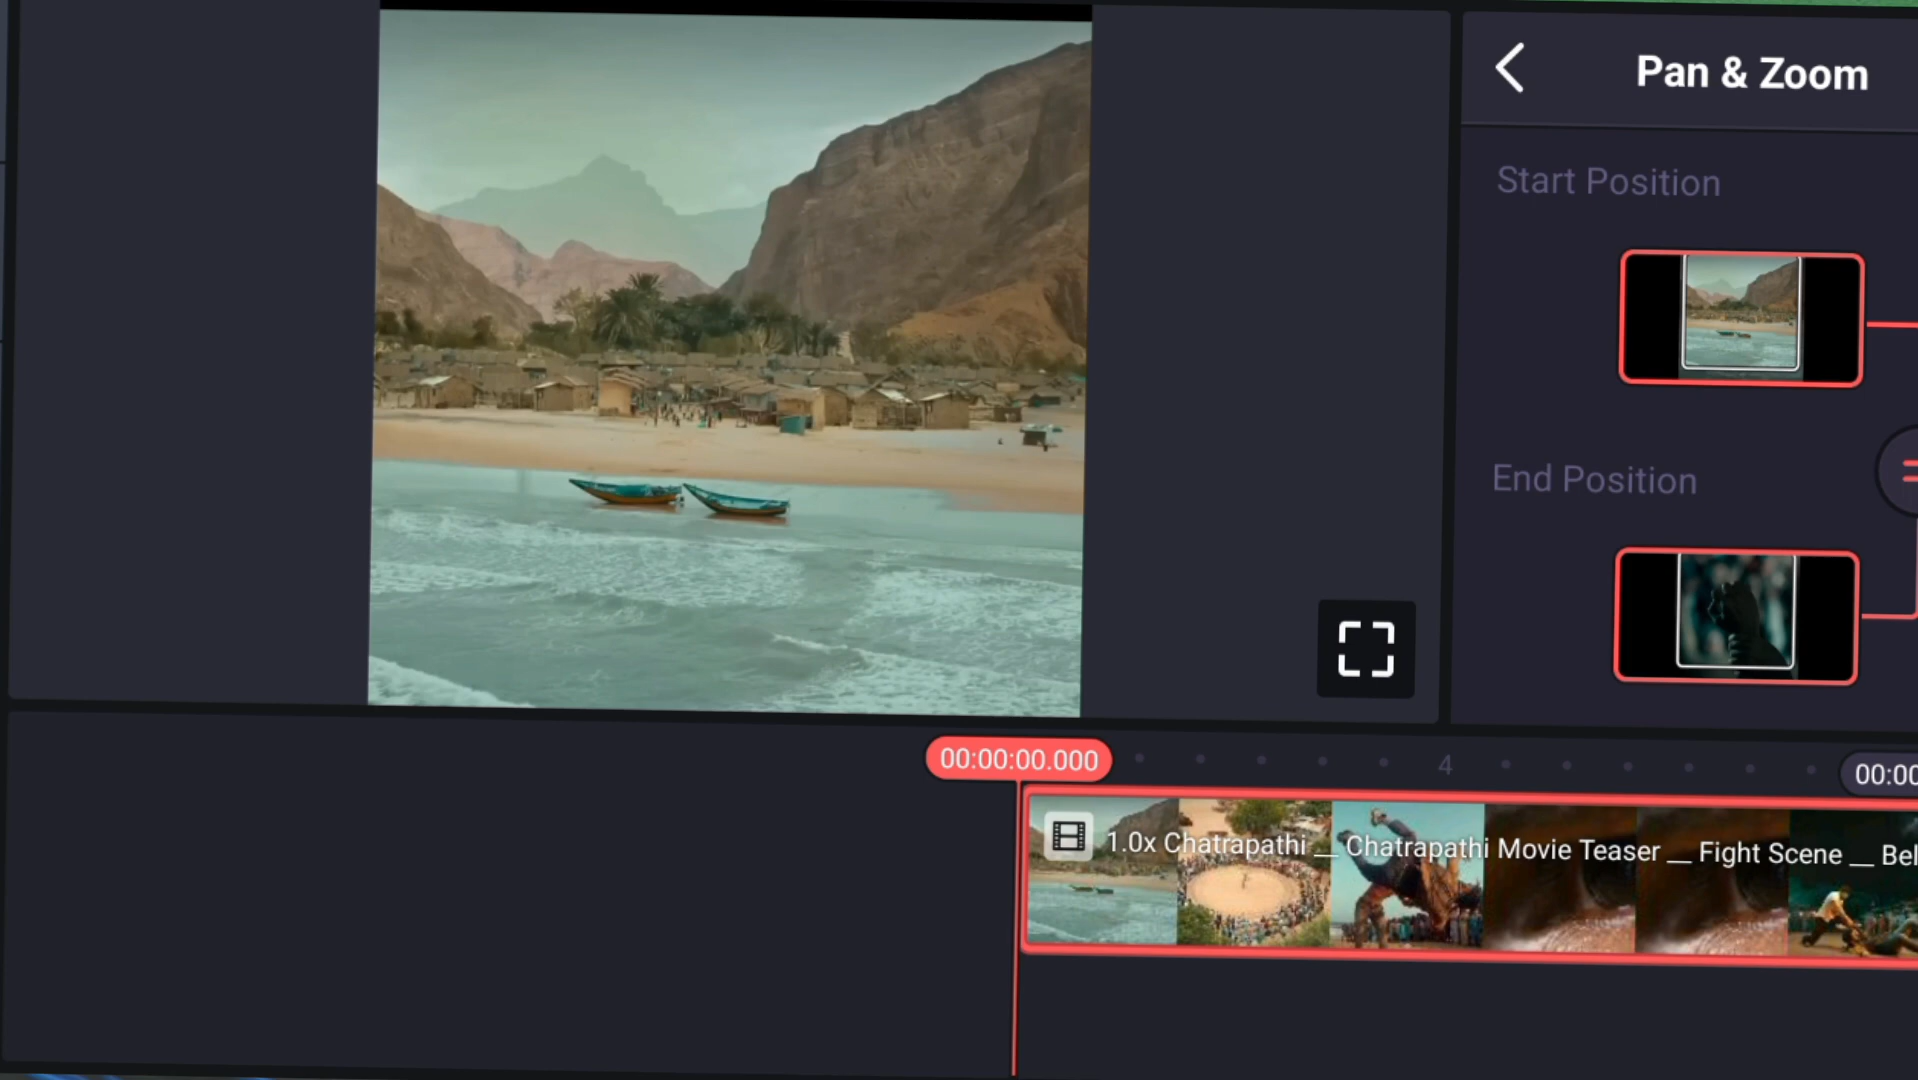 Pan & Zoom
Start Position
End Position
00:00:00.000
4
00:00
1.0x Chatrapathi __ Chatrapathi Movie Teaser __ Fight Scene __ Bel